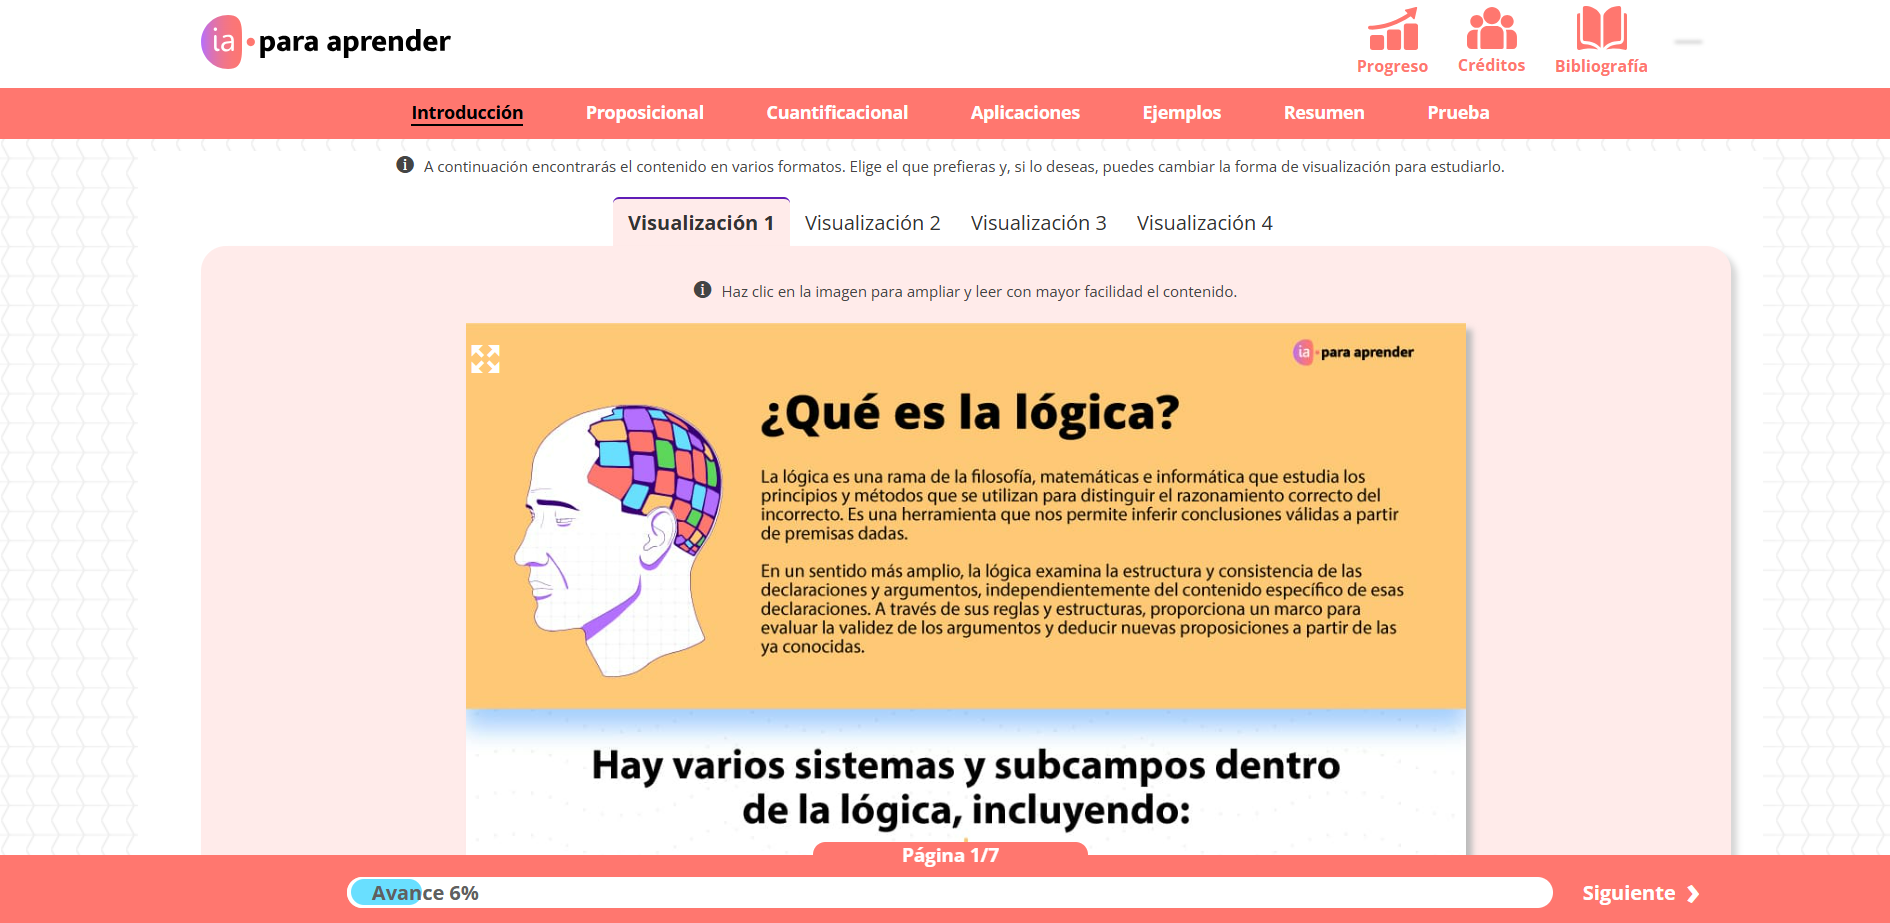 ia para aprender
Progreso
Créditos
Bibliografía
Introducción
Proposicional
Cuantificacional
Aplicaciones
Ejemplos
Resumen
Prueba
A continuación encontrarás el contenido en varios formatos. Elige el que prefieras y, si lo deseas, puedes cambiar la forma de visualización para estudiarlo.
Visualización 1
Visualización 2
Visualización 3
Visualización 4
Haz clic en la imagen para ampliar y leer con mayor facilidad el contenido.
ia para aprender
¿Qué es la lógica?
La lógica es una rama de la filosofía, matemáticas e informática que estudia los
principios y métodos que se utilizan para distinguir el razonamiento correcto del
incorrecto. Es una herramienta que nos permite inferir conclusiones válidas a partir
de premisas dadas.
En un sentido más amplio, la lógica examina la estructura y consistencia de las
declaraciones y argumentos, independientemente del contenido específico de esas
declaraciones. A través de sus reglas y estructuras, proporciona un marco para
evaluar la validez de los argumentos y deducir nuevas proposiciones a partir de las
ya conocidas.
Hay varios sistemas y subcampos dentro
de la lógica, incluyendo:
Página 1/7
Avance 6%
Siguiente